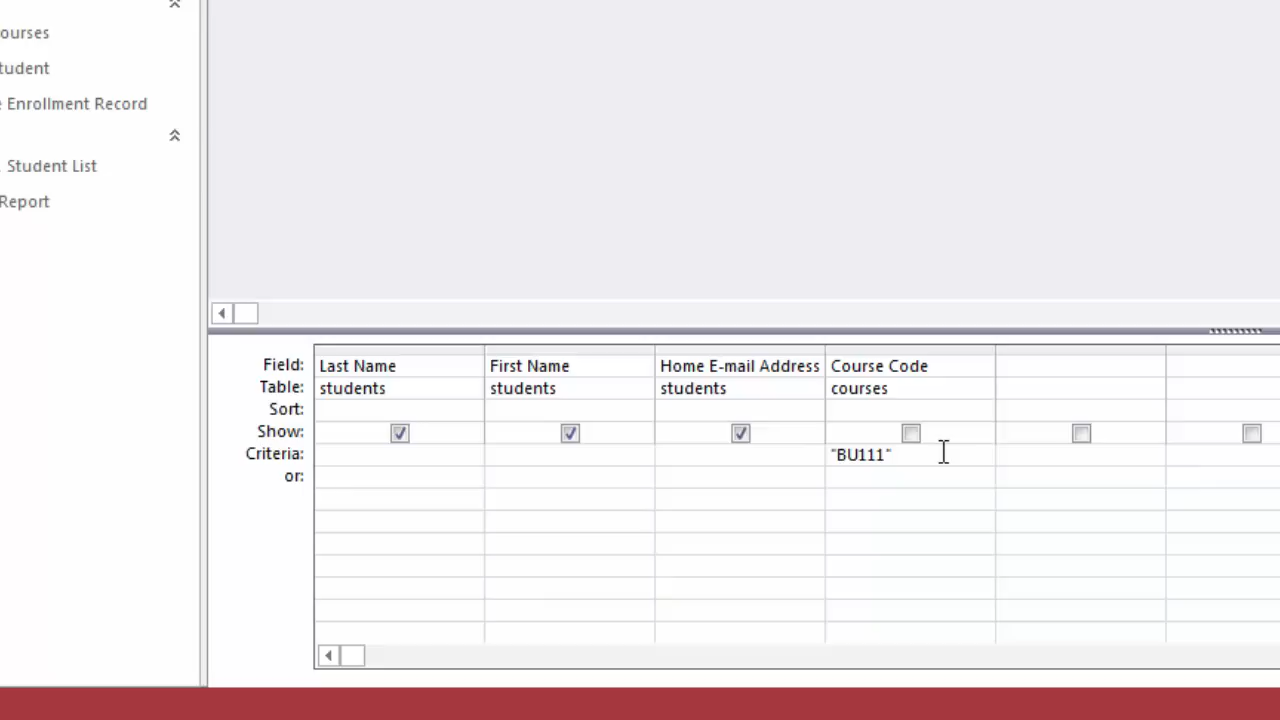 ourses
tudent
e Enrollment Record
Student List
Report
Field: Last Name First Name Home E-mail Address Course Code
Table: students students students courses
Sort:
Show:
Criteria: "BU111"
or: